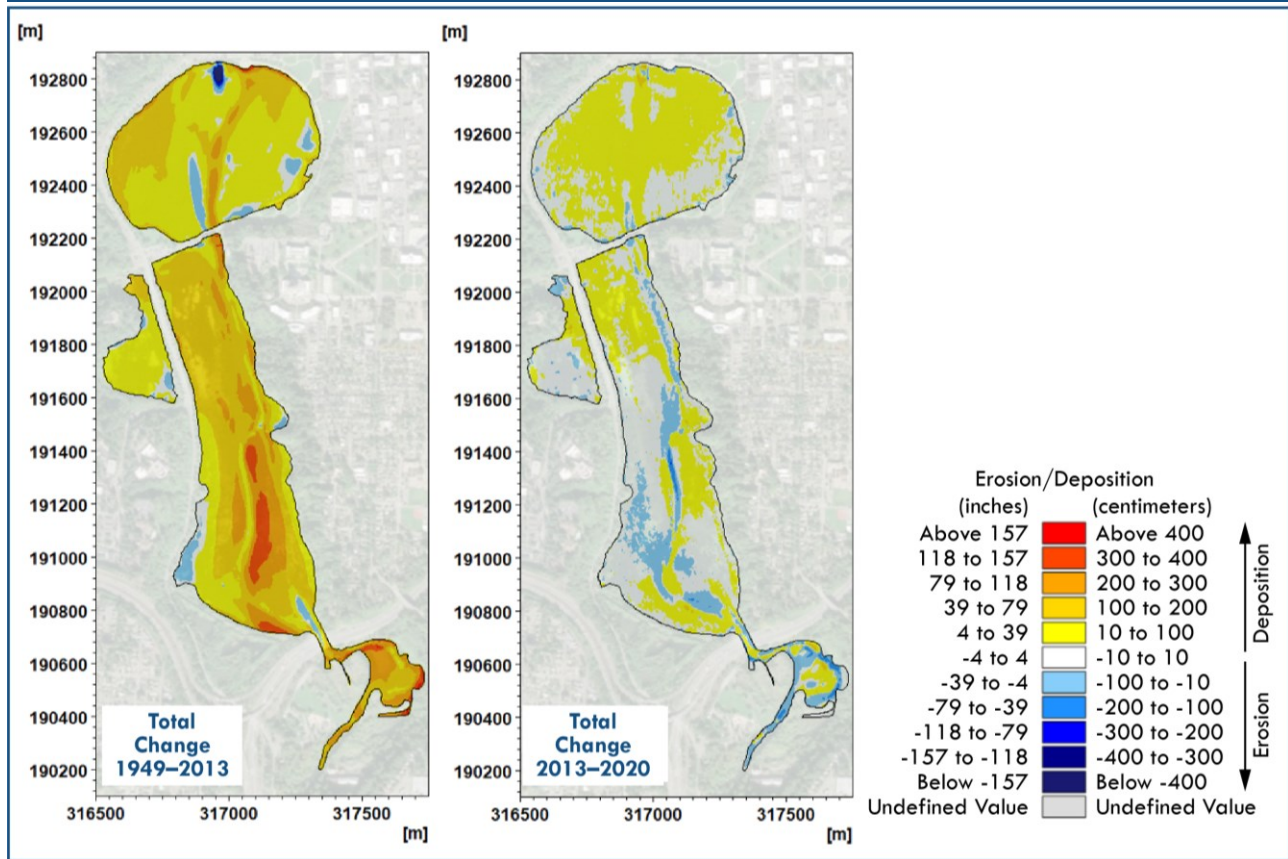 [m]
192800
192600
192400
192200
192000
191800
191600
191400
191200
191000
190800
190600
190400
190200
316500 317000 317500
[m]
Total
Change
1949–2013
[m]
192800
192600
192400
192200
192000
191800
191600
191400
191200
191000
190800
190600
190400
190200
316500 317000 317500
[m]
Total
Change
2013–2020
Erosion/Deposition
(inches) (centimeters)
Above 157 Above 400
118 to 157 300 to 400
79 to 118 200 to 300
39 to 79 100 to 200
4 to 39 10 to 100
-4 to 4 -10 to 10
-39 to -4 -100 to -10
-79 to -39 -200 to -100
-118 to -79 -300 to -200
-157 to -118 -400 to -300
Below -157 Below -400
Undefined Value Undefined Value
Deposition
Erosion